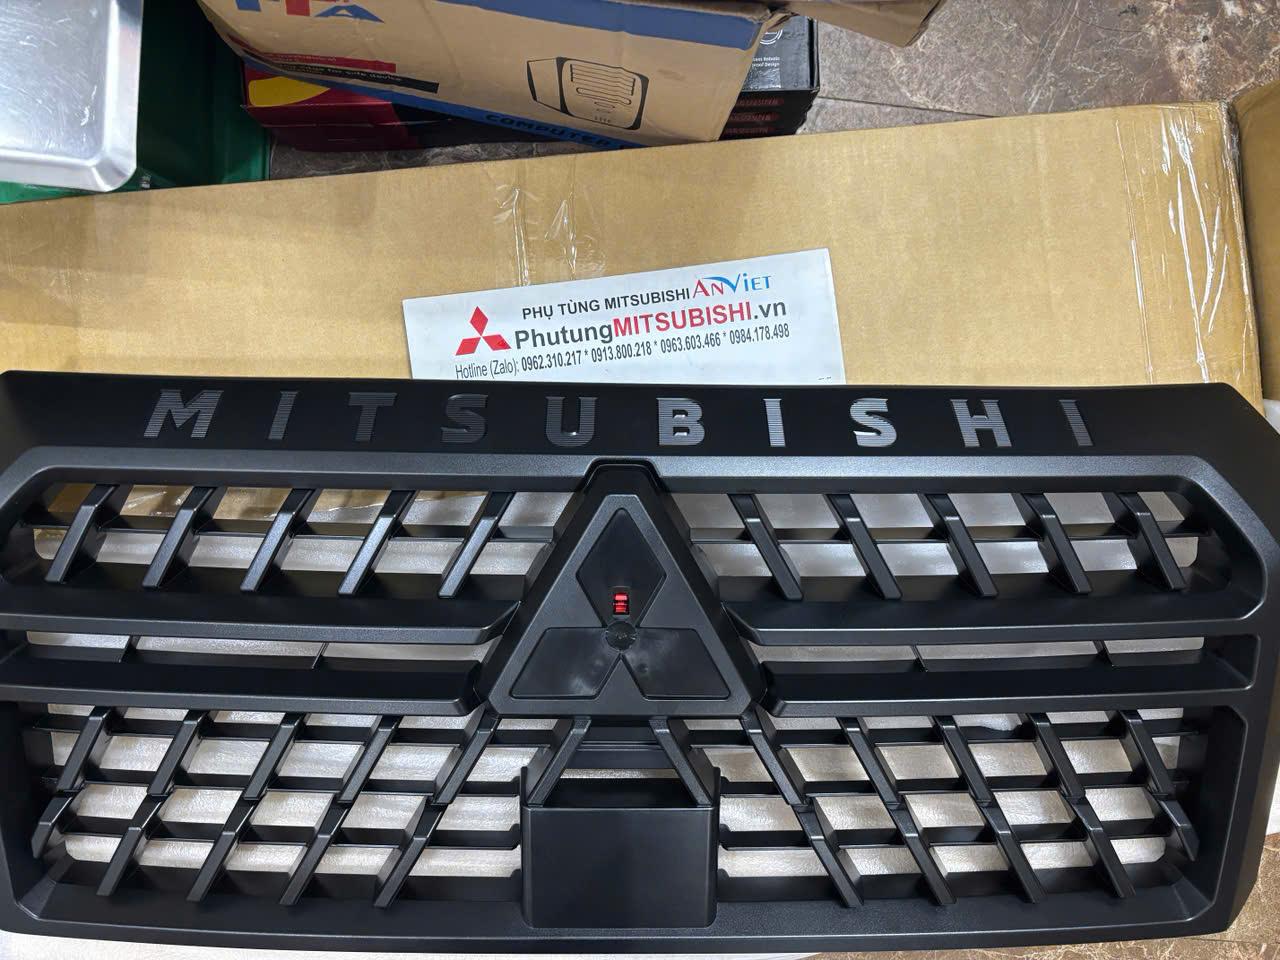 COMPUTER
PHỤ TÙNG MITSUBISHI ANVIET
PhutungMITSUBISHI.vn
Hotline (Zalo): 0962.310.217 * 0913.800.218 * 0963.603.466 * 0984.178.498
MITSUBISHI